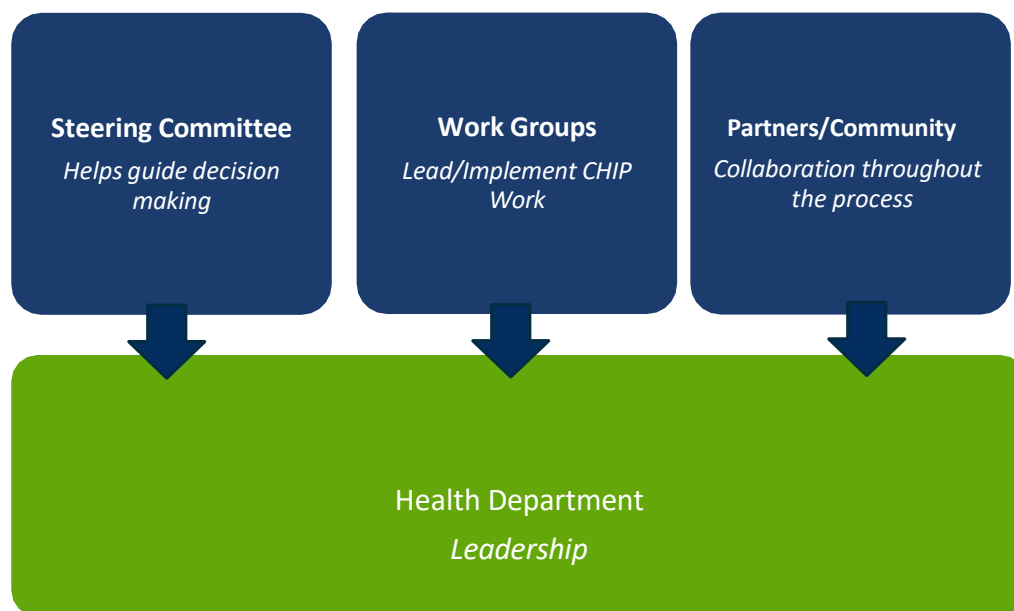 Steering Committee
Helps guide decision
making
Work Groups
Lead/Implement CHIP
Work
Partners/Community
Collaboration throughout
the process
Health Department
Leadership